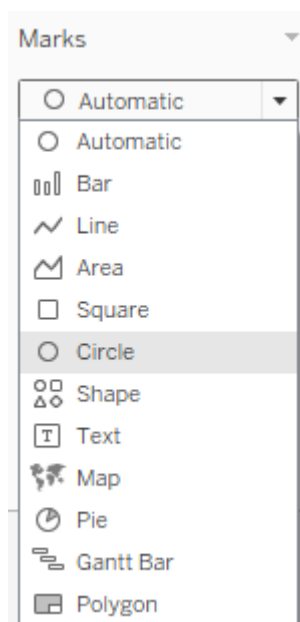 Marks
Automatic
Automatic
Bar
Line
Area
Square
Circle
Shape
T Text
Map
Pie
Gantt Bar
Polygon